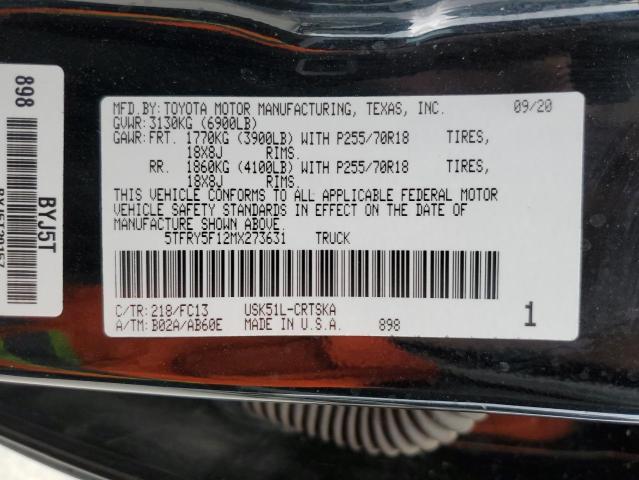 MFD.BY: TOYOTA MOTOR MANUFACTURING, TEXAS, INC. 09/20
GVWR: 3130KG (6900LB)
GAWR: FRT. 1770KG (3900LB) WITH P255/70R18 TIRES,
18X8J RIMS.
RR. 1860KG (4100LB) WITH P255/70R18 TIRES,
18X8J RIMS.
THIS VEHICLE CONFORMS TO ALL APPLICABLE FEDERAL MOTOR
VEHICLE SAFETY STANDARDS IN EFFECT ON THE DATE OF
MANUFACTURE SHOWN ABOVE.
5TFRY5F12MX273631 TRUCK
C/TR: 218/FC13 USK51L-CRTSKA
A/TM: B02A/AB60E MADE IN U.S.A. 898 1
898
BYJ5T